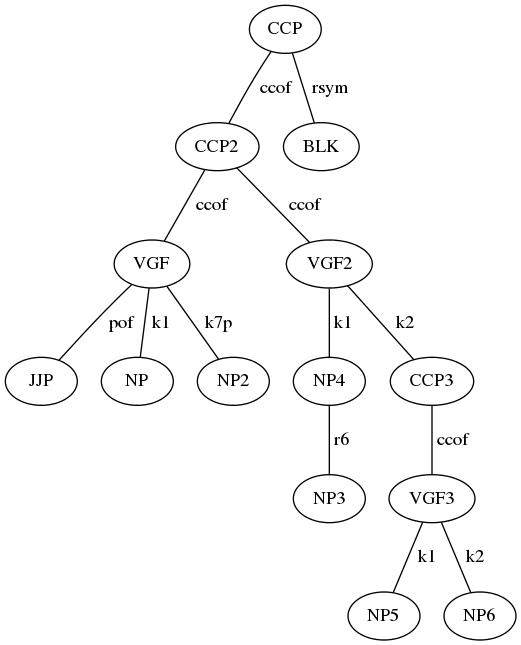 CCP
ccof rsym
CCP2 BLK
ccof ccof
VGF VGF2
pof k1 k7p k1 k2
JJP NP NP2 NP4 CCP3
r6 ccof
NP3 VGF3
k1 k2
NP5 NP6